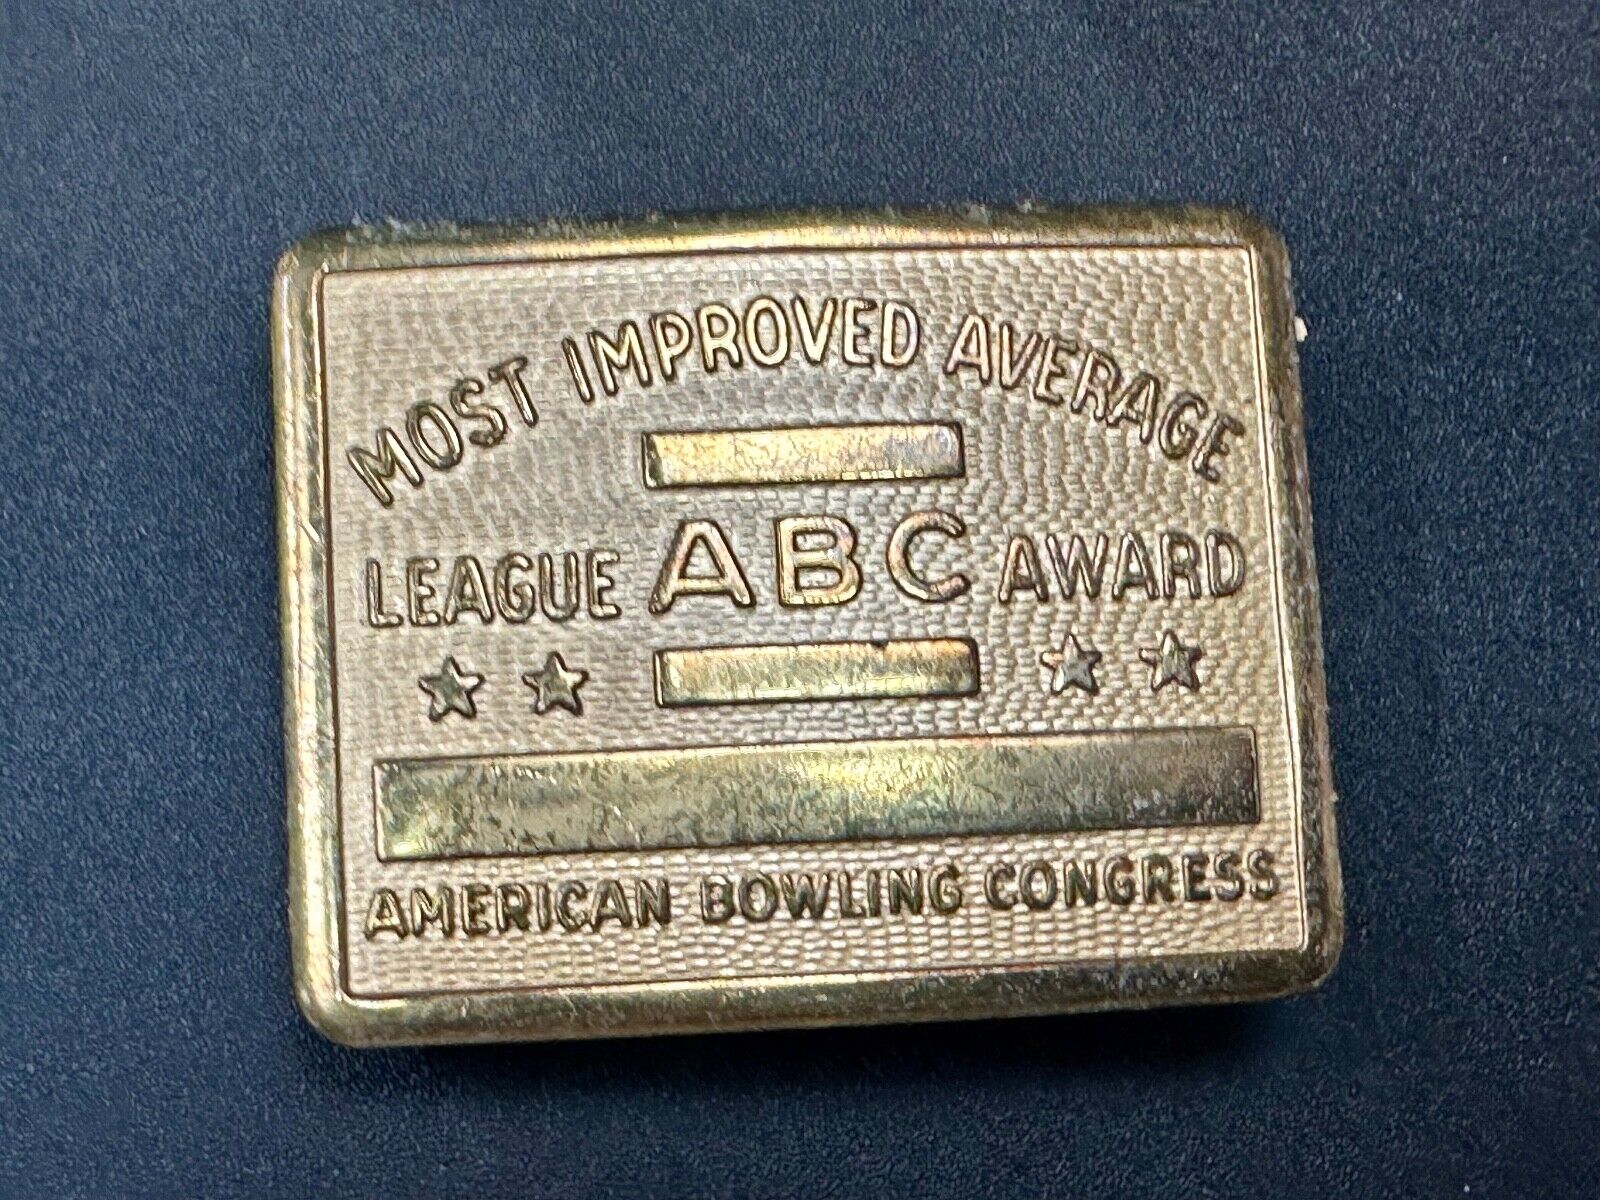 MOST IMPROVED AVERAGE
LEAGUE ABC AWARD
AMERICAN BOWLING CONGRESS